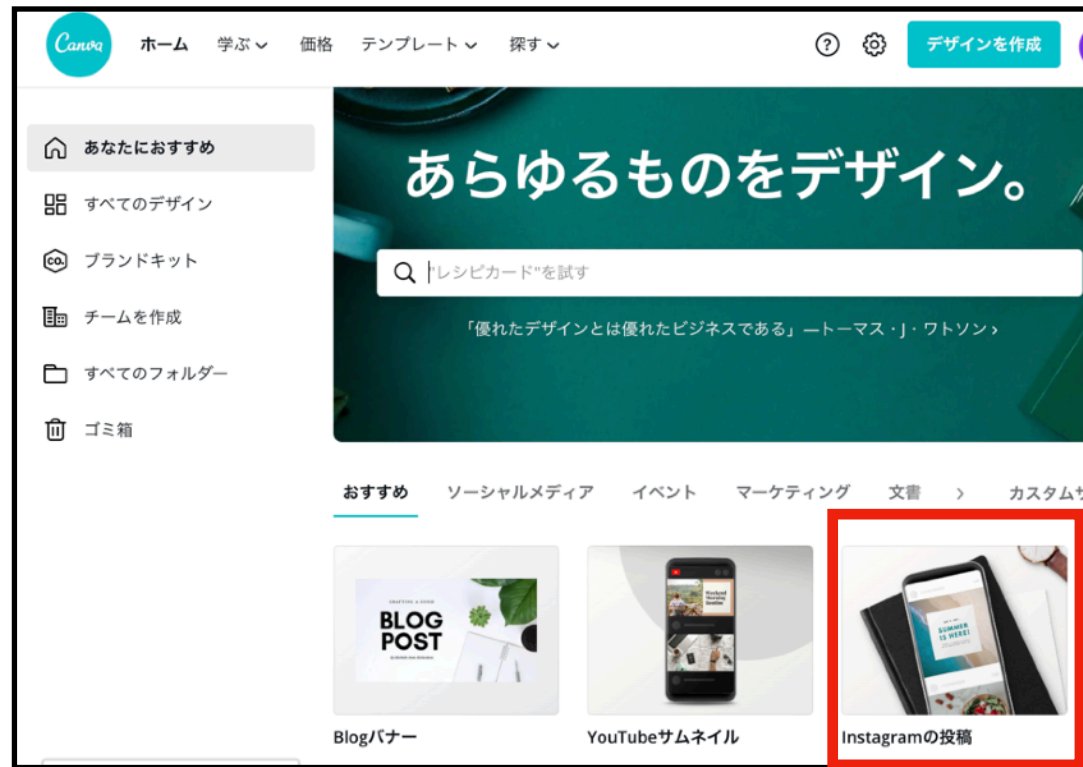 Canva ホーム 学ぶ 価格 テンプレート 探す ? デザインを作成
あなたにおすすめ
すべてのデザイン
CO. ブランドキット
チームを作成
すべてのフォルダー
ゴミ箱
あらゆるものをデザイン。
"レシピカード"を試す
「優れたデザインとは優れたビジネスである」—トーマス・J・ワトソン ›
おすすめ ソーシャルメディア イベント マーケティング 文書 › カスタムサ
BLOG
POST
Weekend
Morning
Routine
SUMMER
IS HERE!
Blogバナー YouTubeサムネイル Instagramの投稿